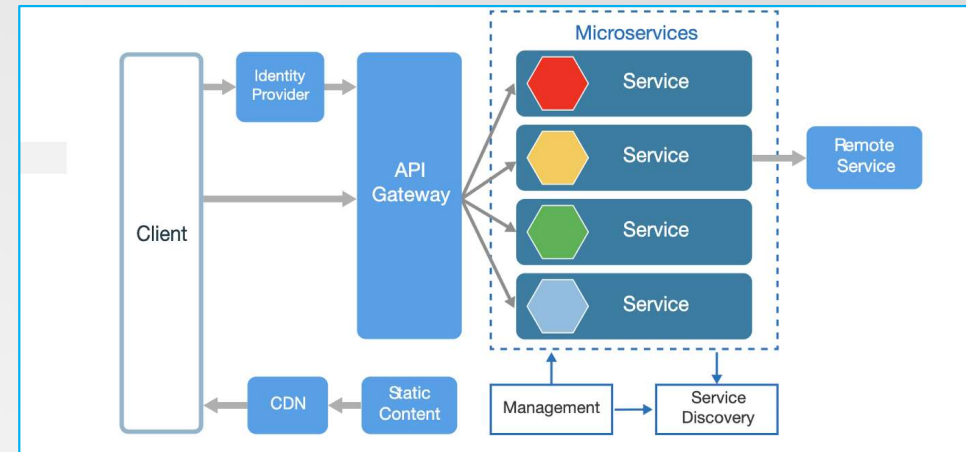 Microservices
Identity
Provider
Service
API
Gateway
Service
Remote
Service
Client
Service
Service
CDN
Static
Content
Management
Service
Discovery